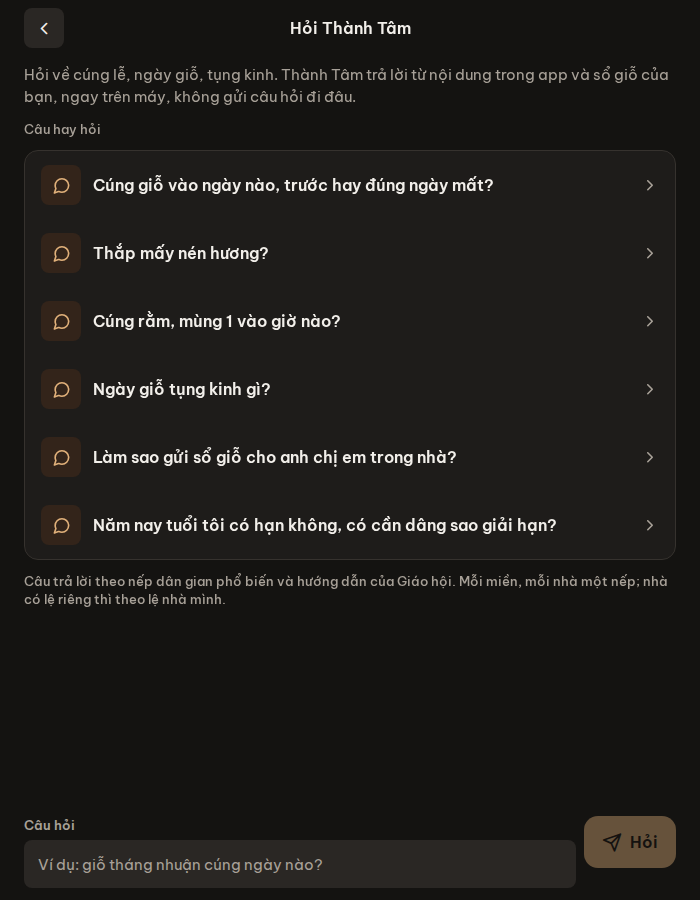 Hỏi Thành Tâm
Hỏi về cúng lễ, ngày giỗ, tụng kinh. Thành Tâm trả lời từ nội dung trong app và sổ giỗ của
bạn, ngay trên máy, không gửi câu hỏi đi đâu.
Câu hay hỏi
Cúng giỗ vào ngày nào, trước hay đúng ngày mất?
Thắp mấy nén hương?
Cúng rằm, mùng 1 vào giờ nào?
Ngày giỗ tụng kinh gì?
Làm sao gửi sổ giỗ cho anh chị em trong nhà?
Năm nay tuổi tôi có hạn không, có cần dâng sao giải hạn?
Câu trả lời theo nếp dân gian phổ biến và hướng dẫn của Giáo hội. Mỗi miền, mỗi nhà một nếp; nhà
có lệ riêng thì theo lệ nhà mình.
Câu hỏi
Ví dụ: giỗ tháng nhuận cúng ngày nào?
Hỏi